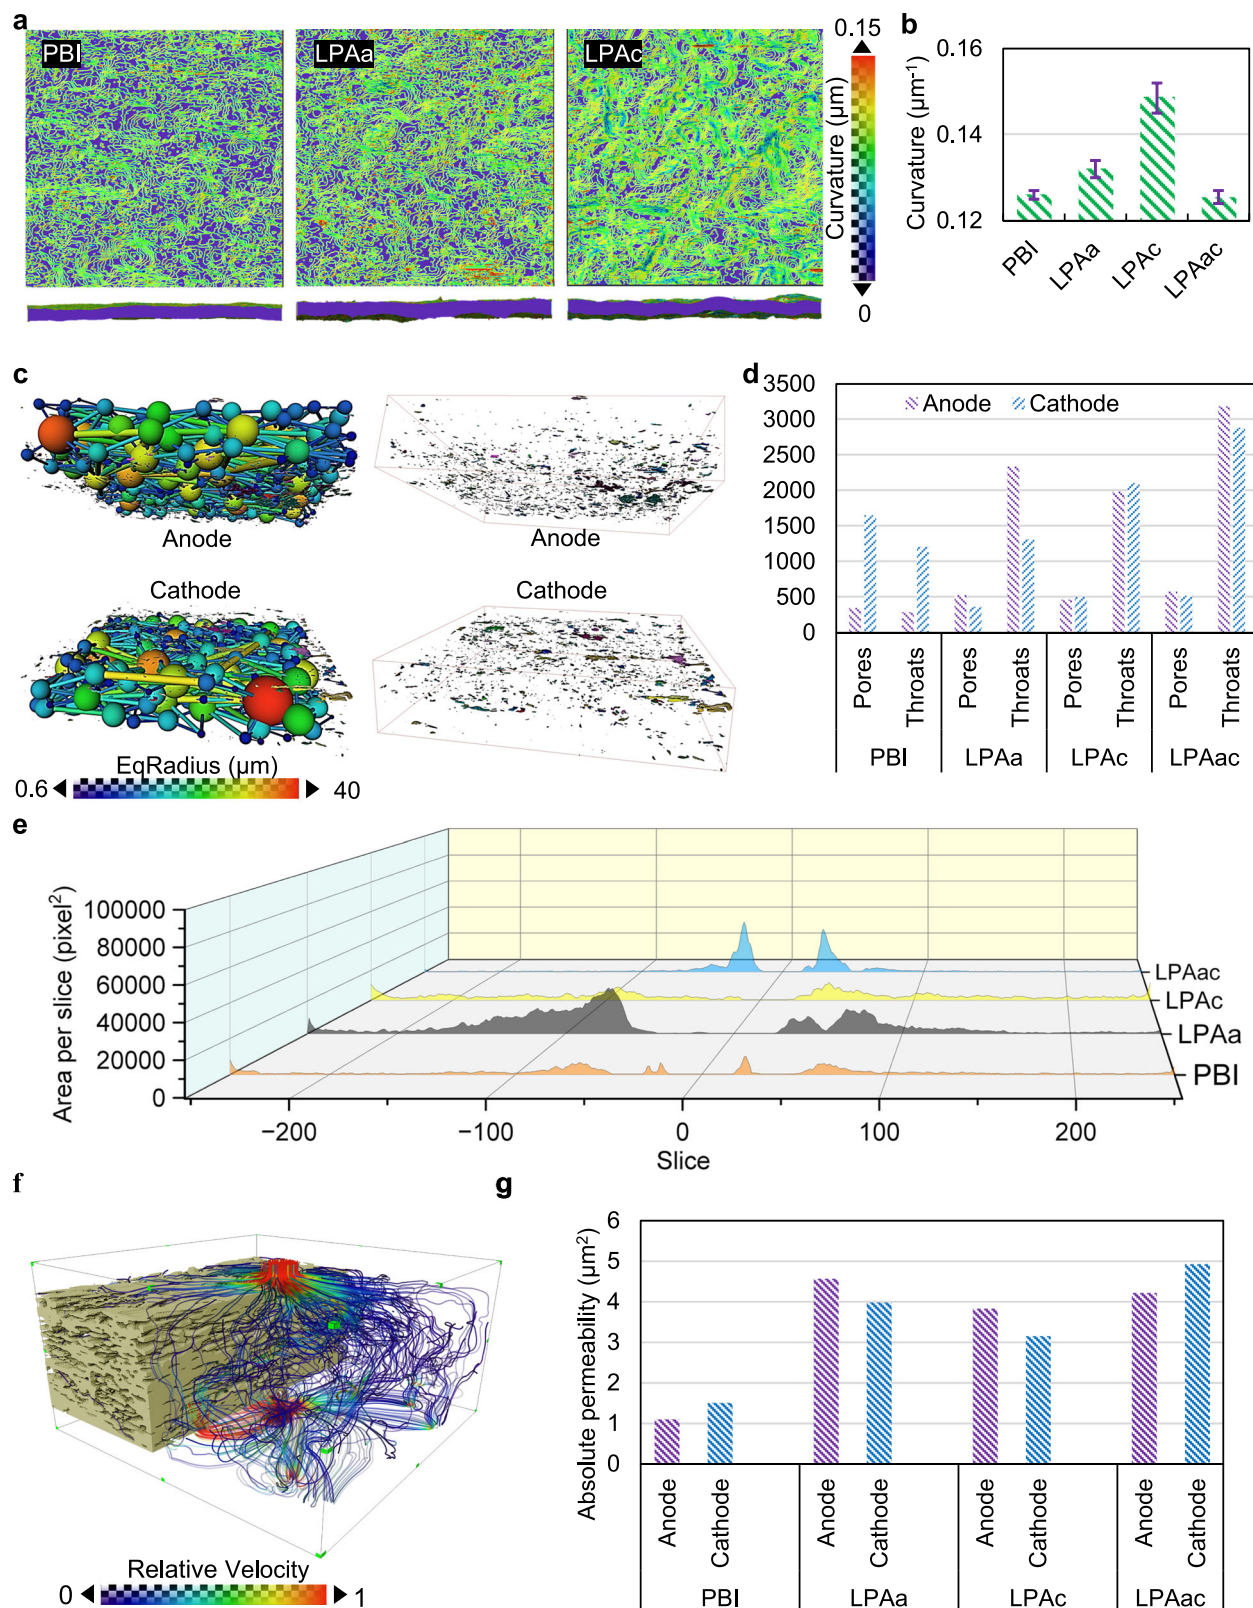 a
PBI
LPAa
LPAc
0.15
Curvature (μm)
0
b
Curvature (μm⁻¹)
0.16
0.14
0.12
PBI
LPAa
LPAc
LPAac
c
Anode
Anode
Cathode
Cathode
EqRadius (μm)
0.6
40
d
3500
3000
2500
2000
1500
1000
500
0
Anode
Cathode
Pores
Throats
Pores
Throats
Pores
Throats
Pores
Throats
PBI
LPAa
LPAc
LPAac
e
Area per slice (pixel²)
100000
80000
60000
40000
20000
0
LPAac
LPAc
LPAa
PBI
−200
−100
0
100
200
Slice
f
Relative Velocity
0
1
g
Absolute permeability (μm²)
6
5
4
3
2
1
0
Anode
Cathode
Anode
Cathode
Anode
Cathode
Anode
Cathode
PBI
LPAa
LPAc
LPAac